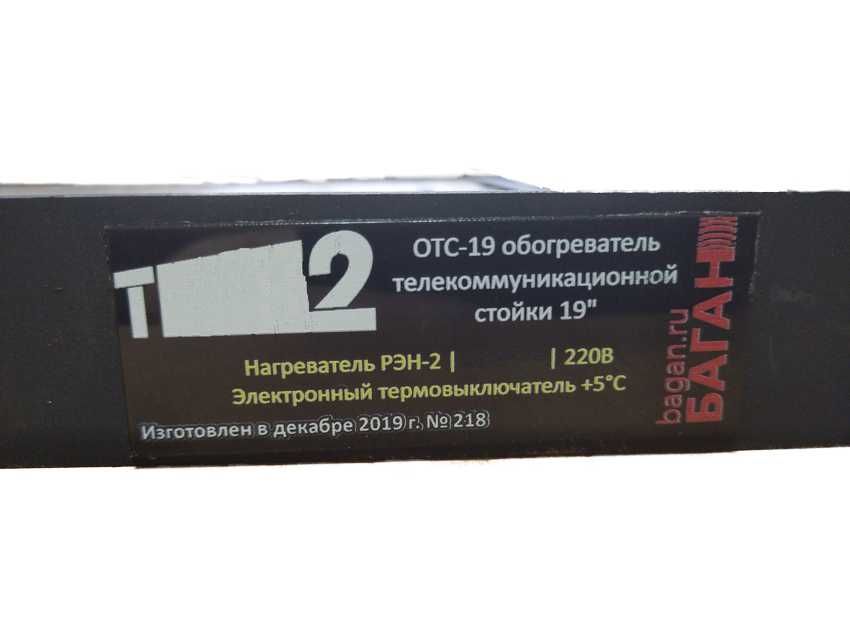 ОТС-19 обогреватель
телекоммуникационной
стойки 19"
Т 2
Нагреватель РЭН-2 | | 220В
Электронный термовыключатель +5°С
Изготовлен в декабре 2019 г. № 218
bagan.ru
БАГАН